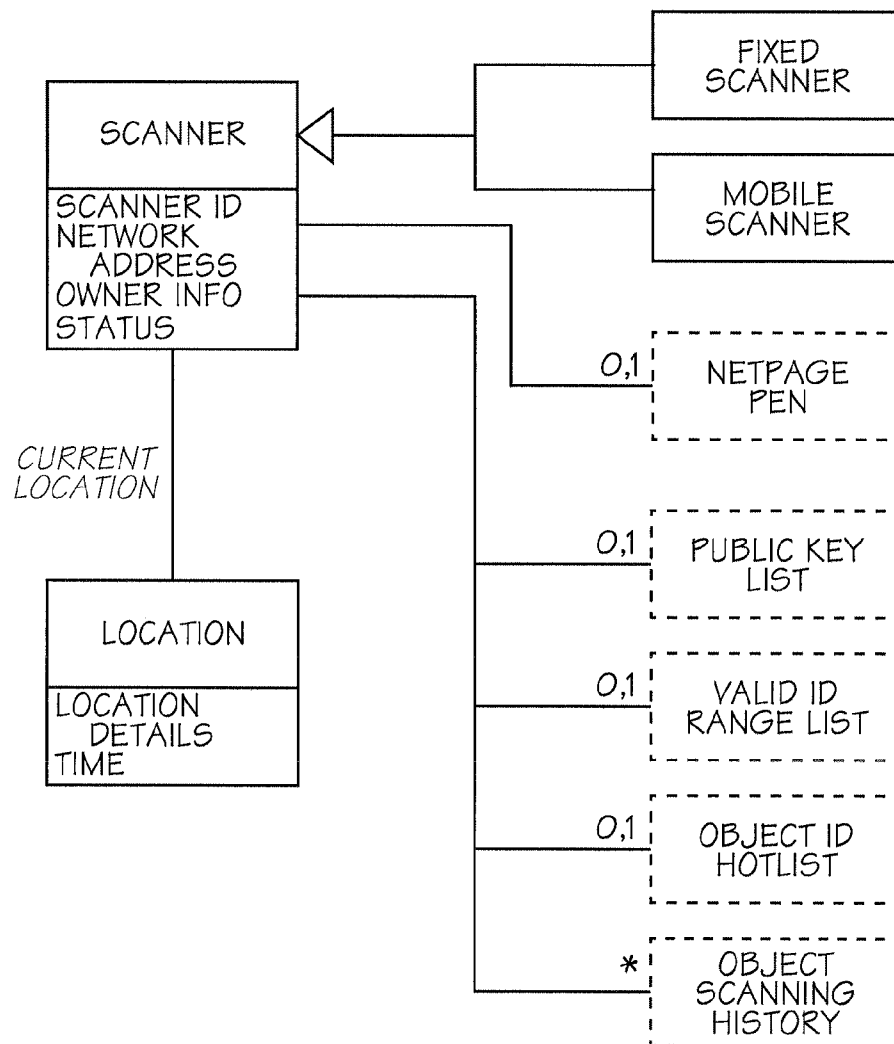 FIXED
SCANNER
SCANNER
MOBILE
SCANNER
SCANNER ID
NETWORK
ADDRESS
OWNER INFO
STATUS
0,1
NETPAGE
PEN
CURRENT
LOCATION
0,1
PUBLIC KEY
LIST
LOCATION
LOCATION
DETAILS
TIME
0,1
VALID ID
RANGE LIST
0,1
OBJECT ID
HOTLIST
*
OBJECT
SCANNING
HISTORY